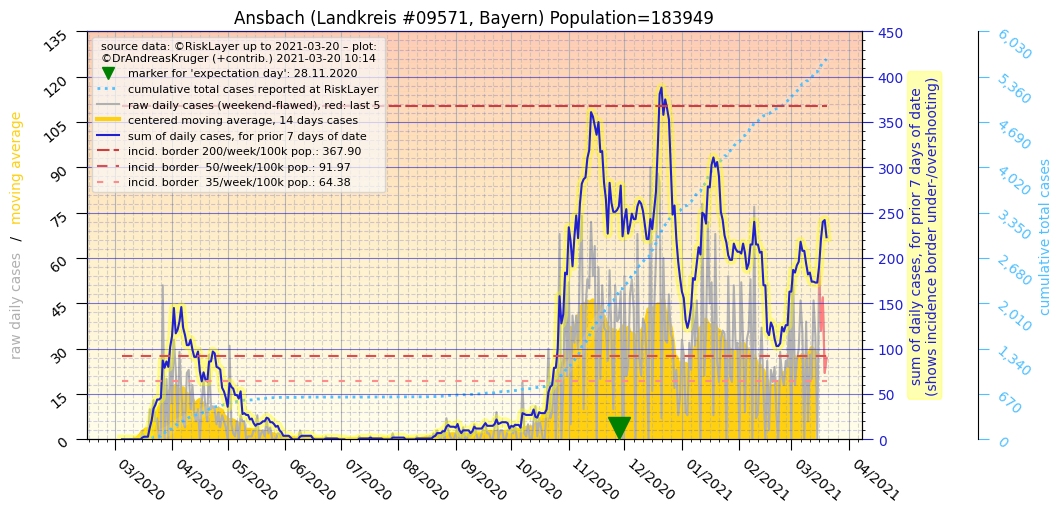 Ansbach (Landkreis #09571, Bayern) Population=183949
source data: ©RiskLayer up to 2021-03-20 – plot:
©DrAndreasKruger (+contrib.) 2021-03-20 10:14
marker for 'expectation day': 28.11.2020
cumulative total cases reported at RiskLayer
raw daily cases (weekend-flawed), red: last 5
centered moving average, 14 days cases
sum of daily cases, for prior 7 days of date
incid. border 200/week/100k pop.: 367.90
incid. border 50/week/100k pop.: 91.97
incid. border 35/week/100k pop.: 64.38
raw daily cases / moving average
135
120
105
90
75
60
45
30
15
0
03/2020
04/2020
05/2020
06/2020
07/2020
08/2020
09/2020
10/2020
11/2020
12/2020
01/2021
02/2021
03/2021
04/2021
450
400
350
300
250
200
150
100
50
0
sum of daily cases, for prior 7 days of date
(shows incidence border under-/overshooting)
6,030
5,360
4,690
4,020
3,350
2,680
2,010
1,340
670
0
cumulative total cases